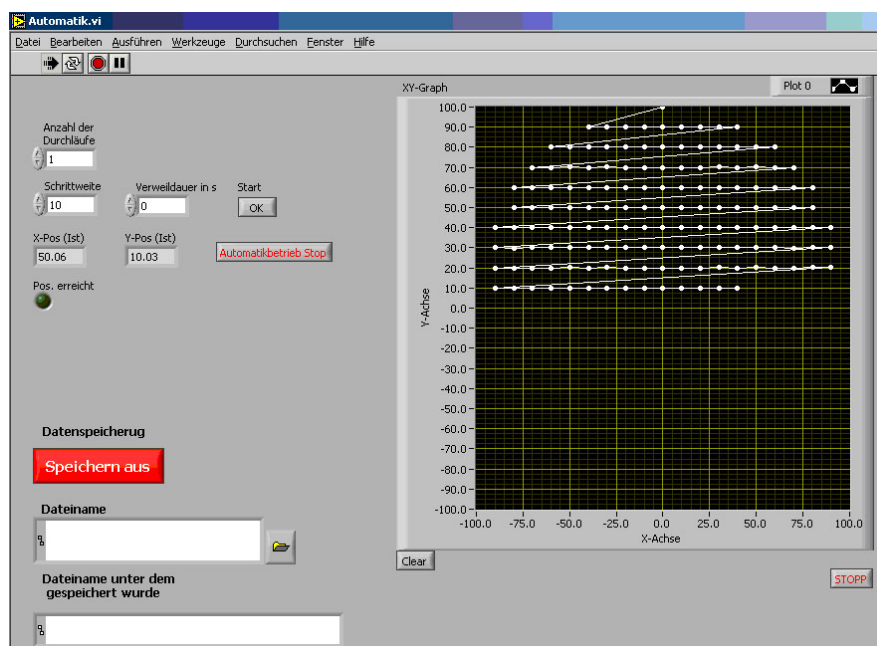 Automatik.vi
Datei Bearbeiten Ausführen Werkzeuge Durchsuchen Fenster Hilfe
Anzahl der
Durchläufe
1
Schrittweite
10
Verweildauer in s
0
Start
OK
X-Pos (Ist)
50.06
Y-Pos (Ist)
10.03
Automatikbetrieb Stop
Pos. erreicht
Datenspeicherug
Speichern aus
Dateiname
Dateiname unter dem
gespeichert wurde
XY-Graph
Plot 0
Y-Achse
100.0
90.0
80.0
70.0
60.0
50.0
40.0
30.0
20.0
10.0
0.0
-10.0
-20.0
-30.0
-40.0
-50.0
-60.0
-70.0
-80.0
-90.0
-100.0
-100.0 -75.0 -50.0 -25.0 0.0 25.0 50.0 75.0 100.0
X-Achse
Clear
STOPP